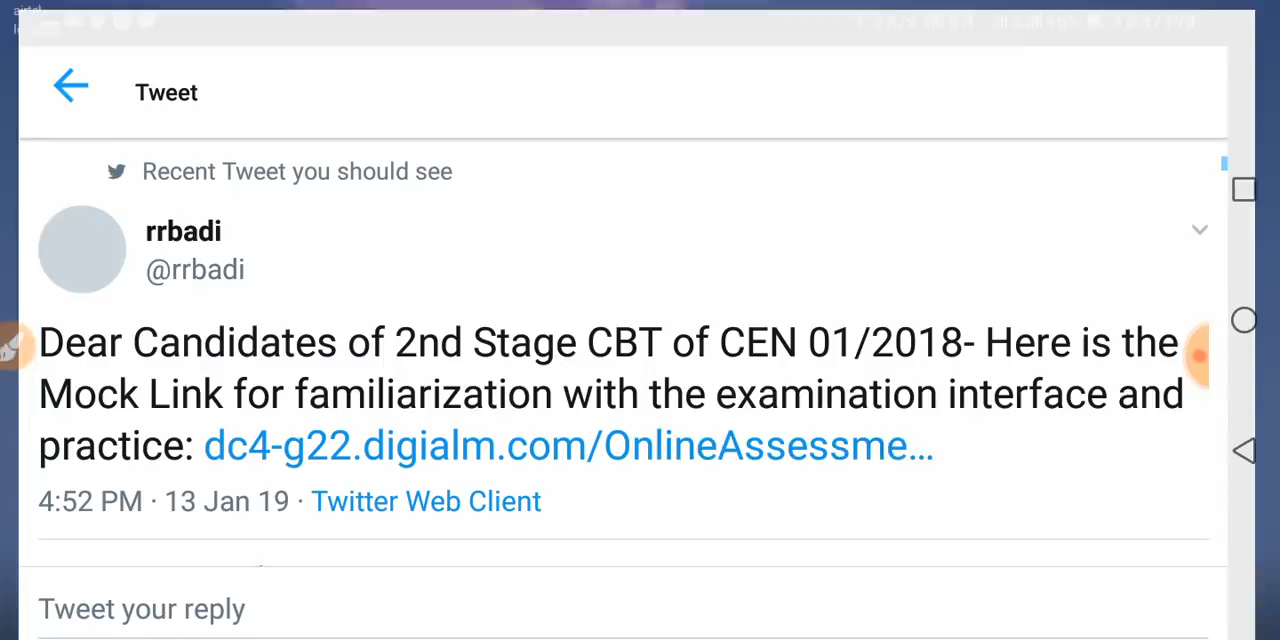 airtel
Tweet
Recent Tweet you should see
rrbadi
@rrbadi
Dear Candidates of 2nd Stage CBT of CEN 01/2018- Here is the
Mock Link for familiarization with the examination interface and
practice: dc4-g22.digialm.com/OnlineAssessme...
4:52 PM · 13 Jan 19 · Twitter Web Client
Tweet your reply